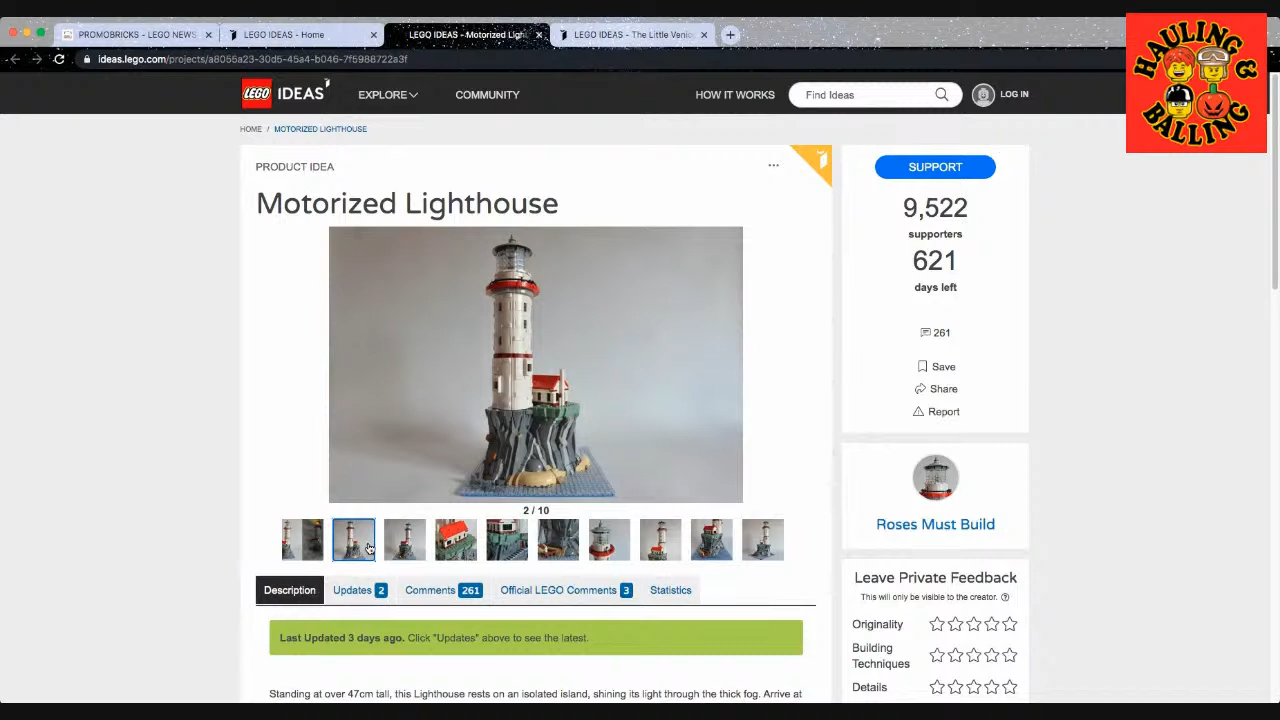 PROMOBRICKS - LEGO NEWS
LEGO IDEAS - Home
LEGO IDEAS - Motorized Ligh
LEGO IDEAS - The Little Venic
ideas.lego.com/projects/a8055a23-30d5-45a4-b046-7f5988722a3f
HAULING &
BALLING
LEGO IDEAS
EXPLORE
COMMUNITY
HOW IT WORKS
Find Ideas
LOG IN
HOME / MOTORIZED LIGHTHOUSE
PRODUCT IDEA
Motorized Lighthouse
2 / 10
SUPPORT
9,522
supporters
621
days left
261
Save
Share
Report
Roses Must Build
Description Updates 2 Comments 261 Official LEGO Comments 3 Statistics
Last Updated 3 days ago. Click "Updates" above to see the latest.
Standing at over 47cm tall, this Lighthouse rests on an isolated island, shining its light through the thick fog. Arrive at
Leave Private Feedback
This will only be visible to the creator.
Originality
Building
Techniques
Details